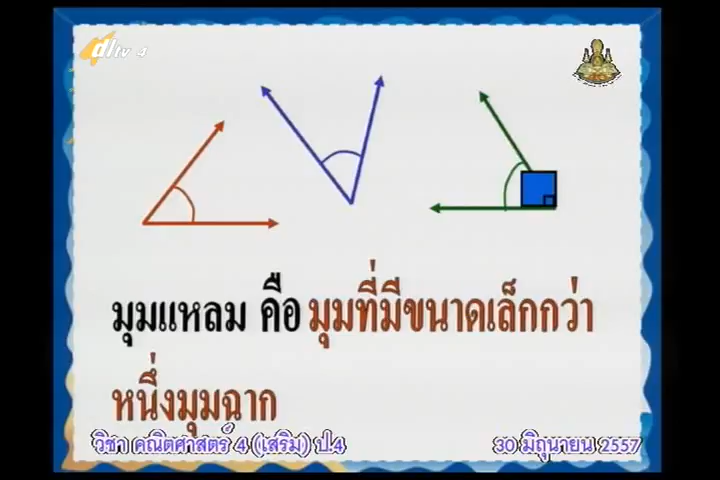 dltv 4
มุมแหลม คือ มุมที่มีขนาดเล็กกว่า
หนึ่งมุมฉาก
วิชา คณิตศาสตร์ 4 (เสริม) ป.4
30 มิถุนายน 2557